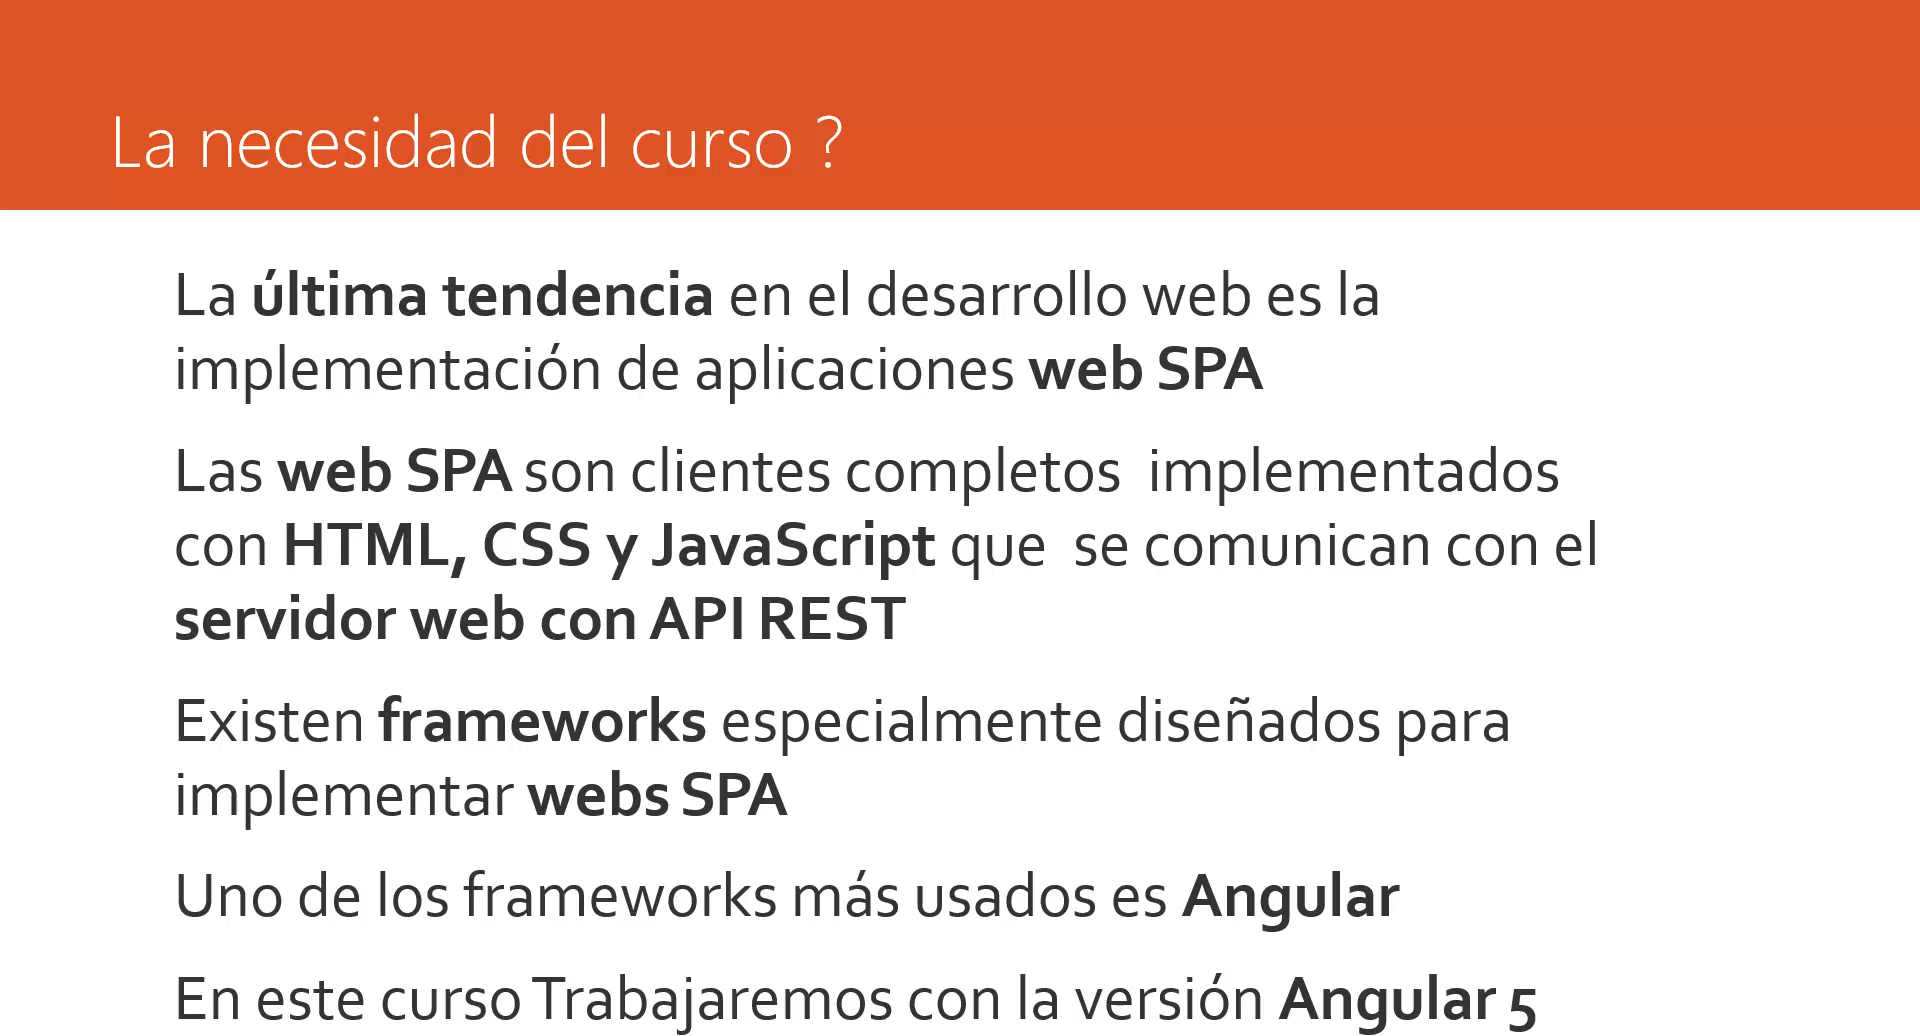 La necesidad del curso ?
La última tendencia en el desarrollo web es la
implementación de aplicaciones web SPA
Las web SPA son clientes completos  implementados
con HTML, CSS y JavaScript que  se comunican con el
servidor web con API REST
Existen frameworks especialmente diseñados para
implementar webs SPA
Uno de los frameworks más usados es Angular
En este curso Trabajaremos con la versión Angular 5